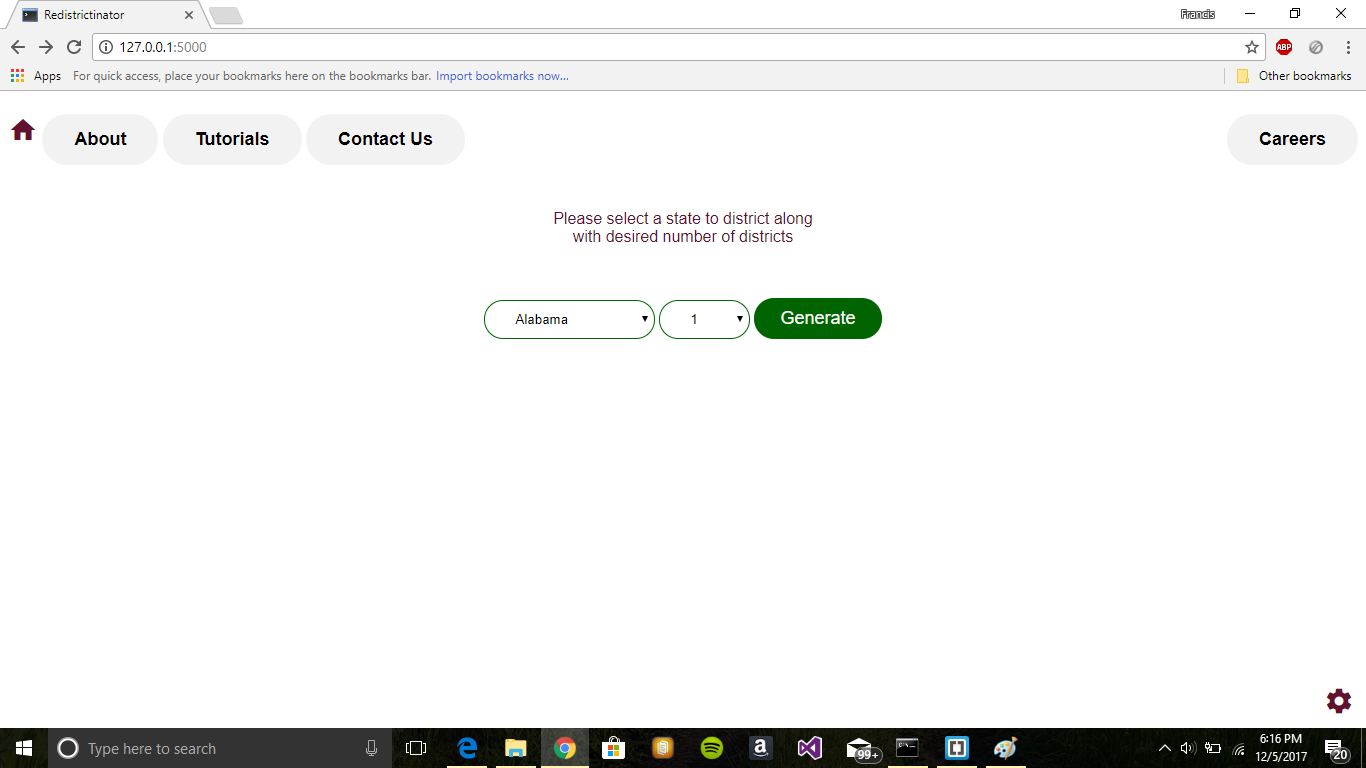 Redistrictinator
Francis
127.0.0.1:5000
ABP
Apps For quick access, place your bookmarks here on the bookmarks bar. Import bookmarks now... Other bookmarks
About Tutorials Contact Us Careers
Please select a state to district along
with desired number of districts
Alabama 1 Generate
Type here to search
99+
6:16 PM
12/5/2017
20